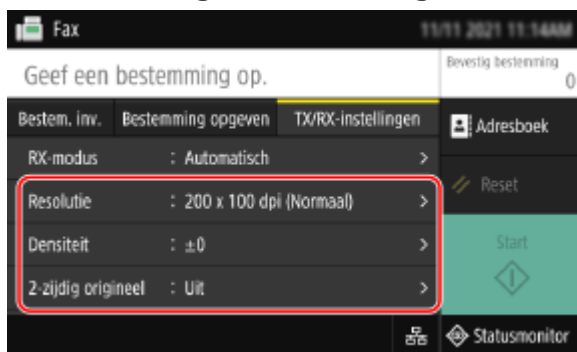 Fax
11/11 2021 11:14AM
Geef een bestemming op.
Bevestig bestemming
0
Bestem. inv.
Bestemming opgeven
TX/RX-instellingen
Adresboek
RX-modus : Automatisch >
Resolutie : 200 x 100 dpi (Normaal) >
Reset
Densiteit : ±0 >
Start
2-zijdig origineel : Uit >
Statusmonitor